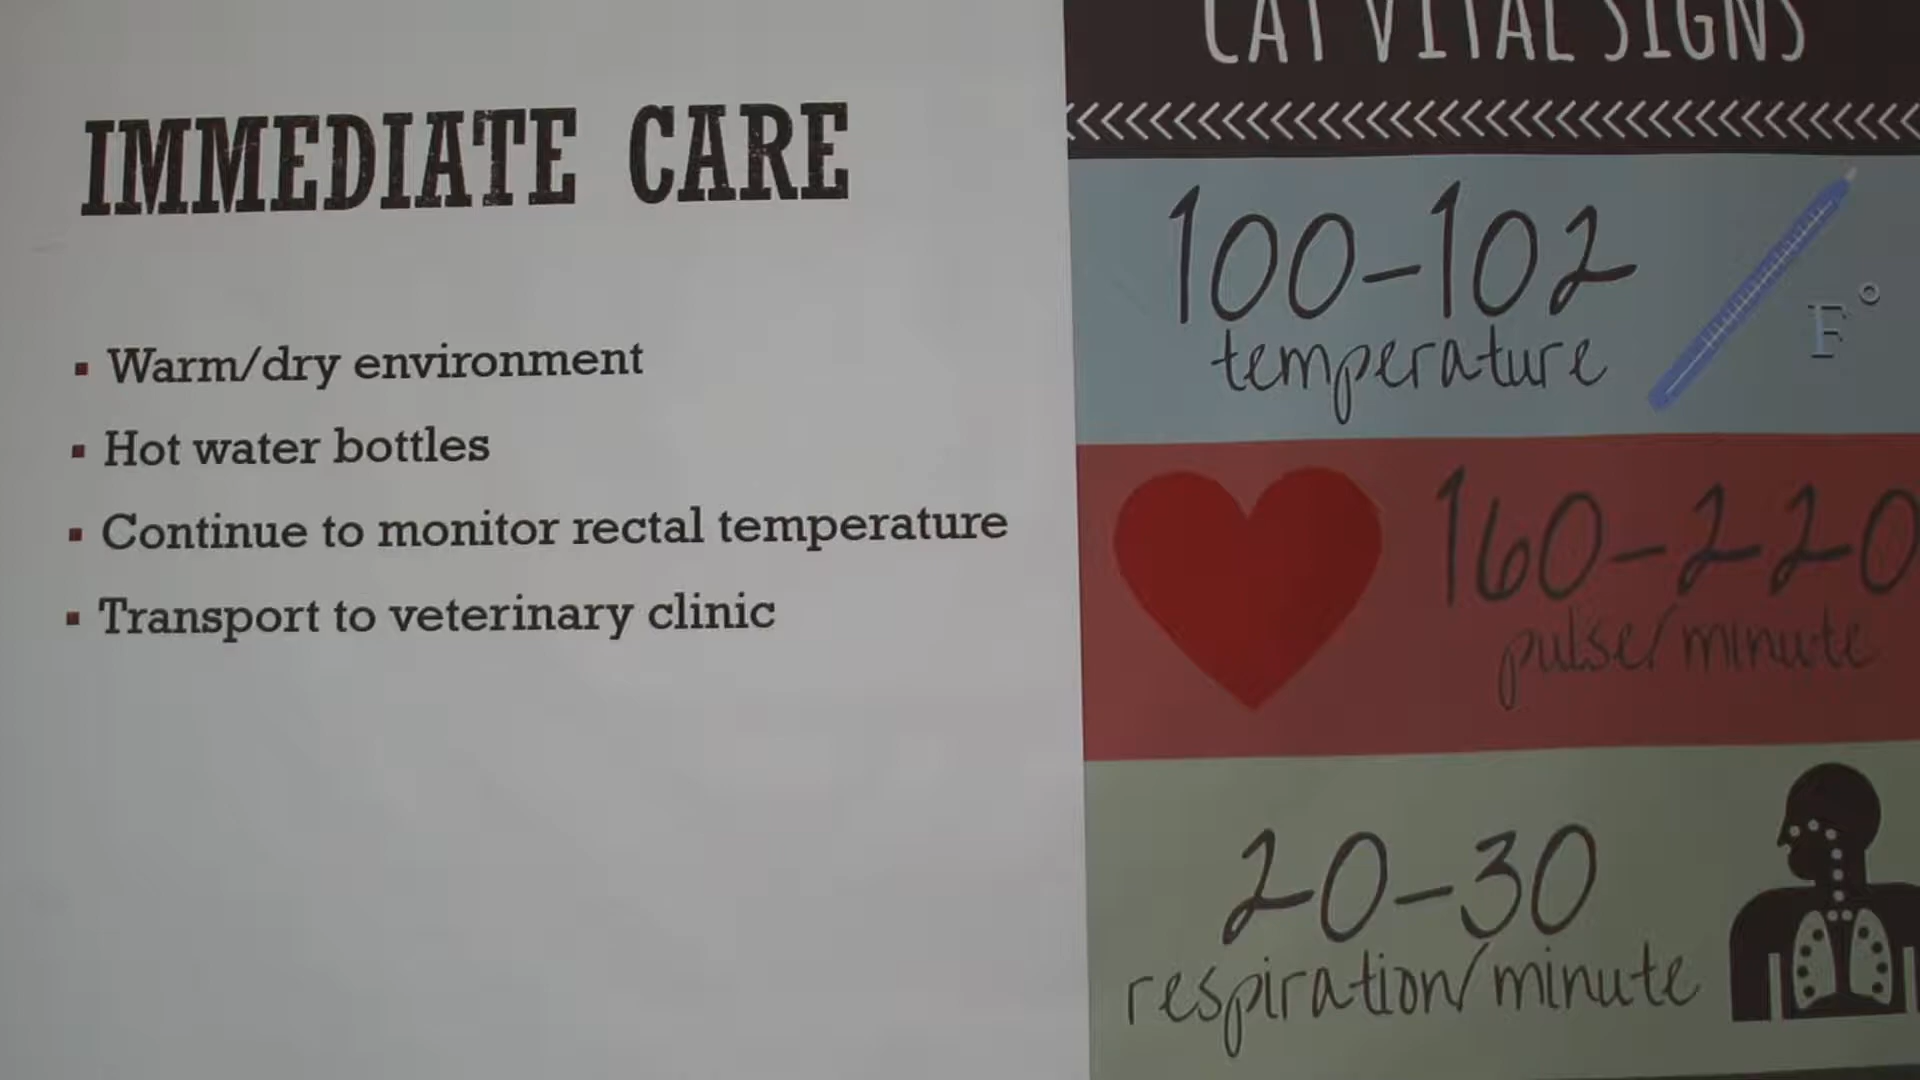 IMMEDIATE CARE
▪ Warm/dry environment
▪ Hot water bottles
▪ Continue to monitor rectal temperature
▪ Transport to veterinary clinic
CAT VITAL SIGNS
100-102
temperature
F°
160-220
pulse/minute
20-30
respiration/minute